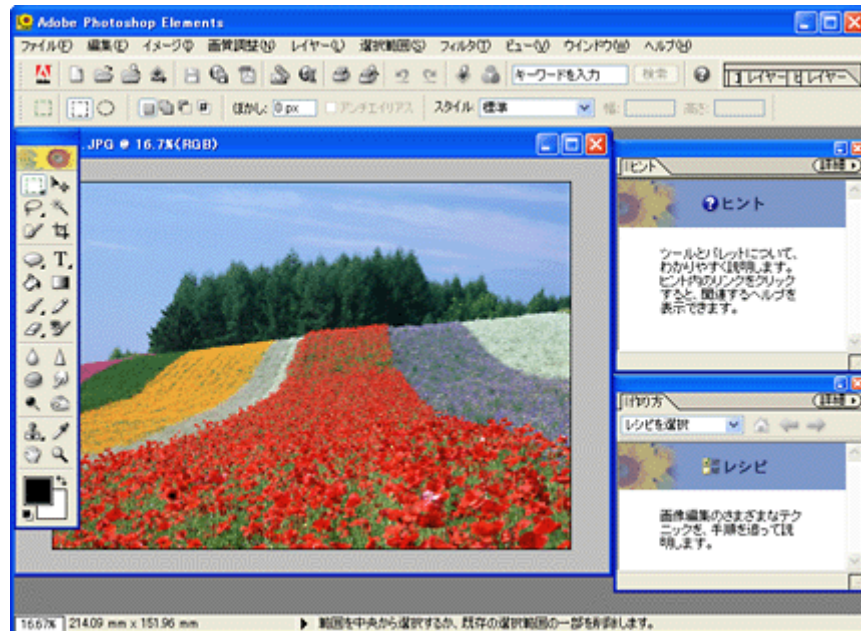 Adobe Photoshop Elements
ファイル(F) 編集(E) イメージ(I) 画質調整(N) レイヤー(L) 選択範囲(S) フィルタ(T) ビュー(V) ウインドウ(W) ヘルプ(H)
キーワードを入力 検索 レイヤー レイヤー
ぼかし: 0 px アンチエイリアス スタイル: 標準 幅: 高さ:
.JPG @ 16.7%(RGB)
ヒント 詳細
ヒント
ツールとパレットについて、
わかりやすく説明します。
ヒント内のリンクをクリック
すると、関連するヘルプを
表示できます。
作り方 詳細
レシピを選択
レシピ
画像編集のさまざまなテク
ニックを、手順を追って説
明します。
16.67% 214.09 mm x 151.96 mm 範囲を中央から選択するか、既存の選択範囲の一部を削除します。